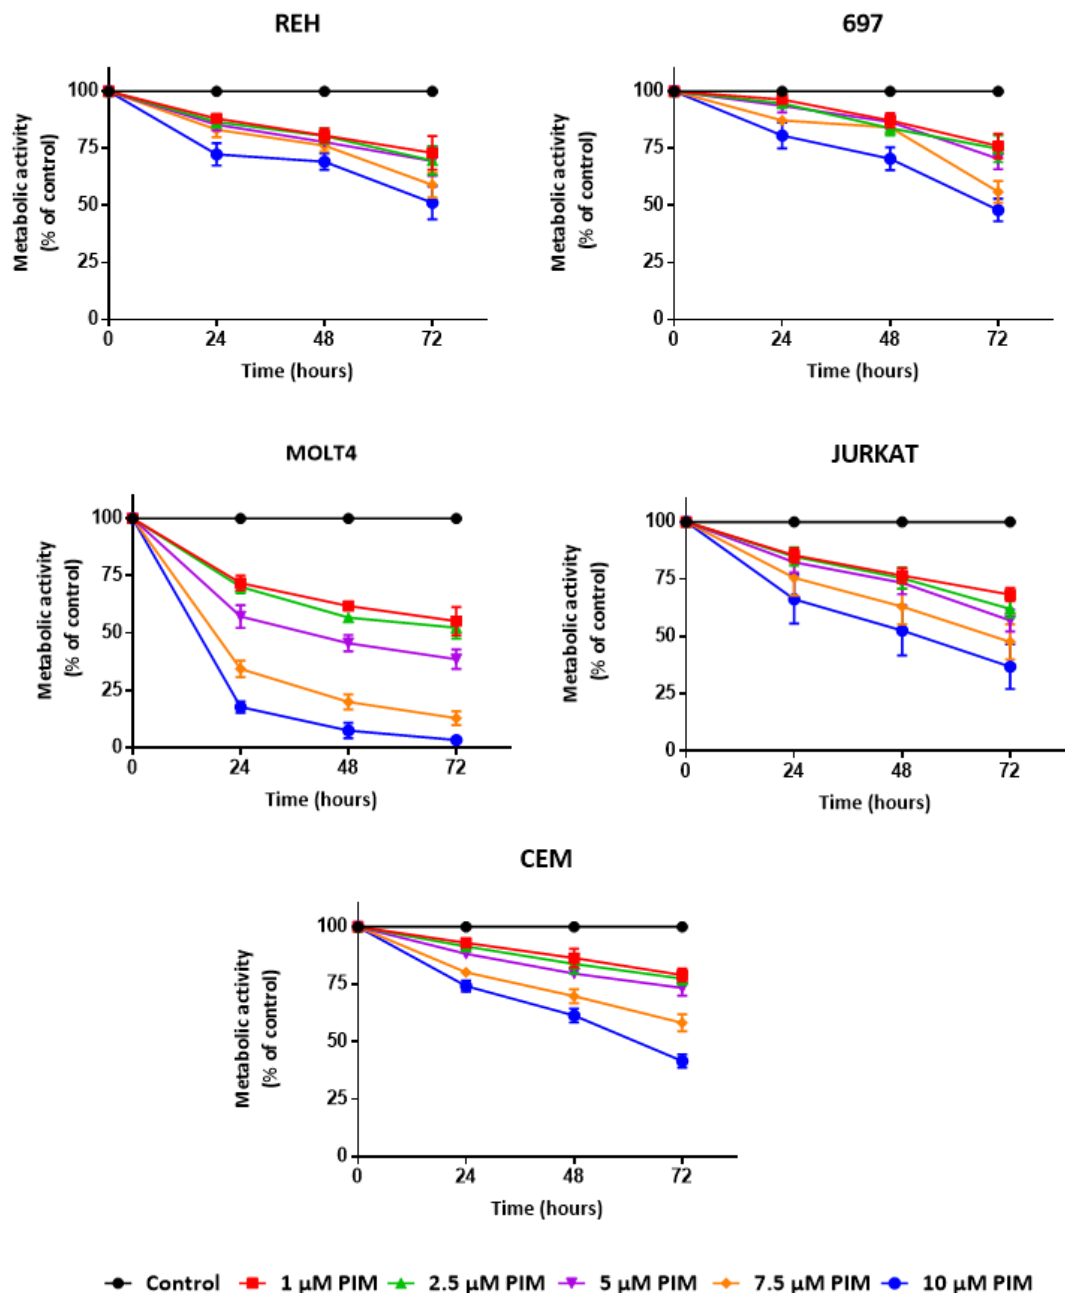 REH
Metabolic activity
(% of control)
100
75
50
25
0
0 24 48 72
Time (hours)
697
Metabolic activity
(% of control)
100
75
50
25
0
0 24 48 72
Time (hours)
MOLT4
Metabolic activity
(% of control)
100
75
50
25
0
0 24 48 72
Time (hours)
JURKAT
Metabolic activity
(% of control)
100
75
50
25
0
0 24 48 72
Time (hours)
CEM
Metabolic activity
(% of control)
100
75
50
25
0
0 24 48 72
Time (hours)
Control 1 µM PIM 2.5 µM PIM 5 µM PIM 7.5 µM PIM 10 µM PIM